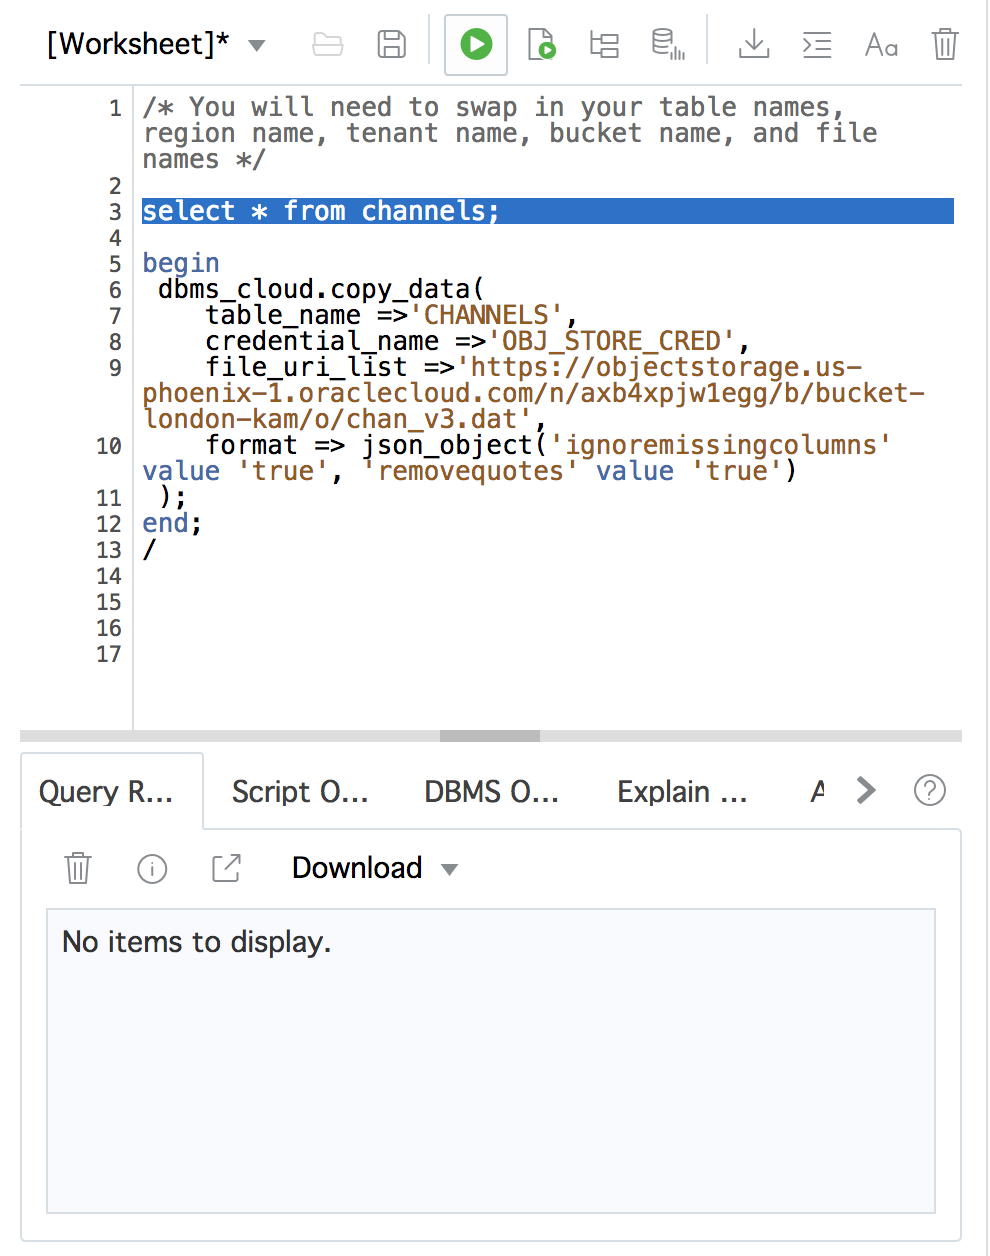 [Worksheet]*
Aa
1 /* You will need to swap in your table names,
region name, tenant name, bucket name, and file
names */
2
3 select * from channels;
4
5 begin
6 dbms_cloud.copy_data(
7 table_name =>'CHANNELS',
8 credential_name =>'OBJ_STORE_CRED',
9 file_uri_list =>'https://objectstorage.us-
phoenix-1.oraclecloud.com/n/axb4xpjw1egg/b/bucket-
london-kam/o/chan_v3.dat',
10 format => json_object('ignoremissingcolumns'
value 'true', 'removequotes' value 'true')
11 );
12 end;
13 /
14
15
16
17
Query R... Script O... DBMS O... Explain ... A
Download
No items to display.